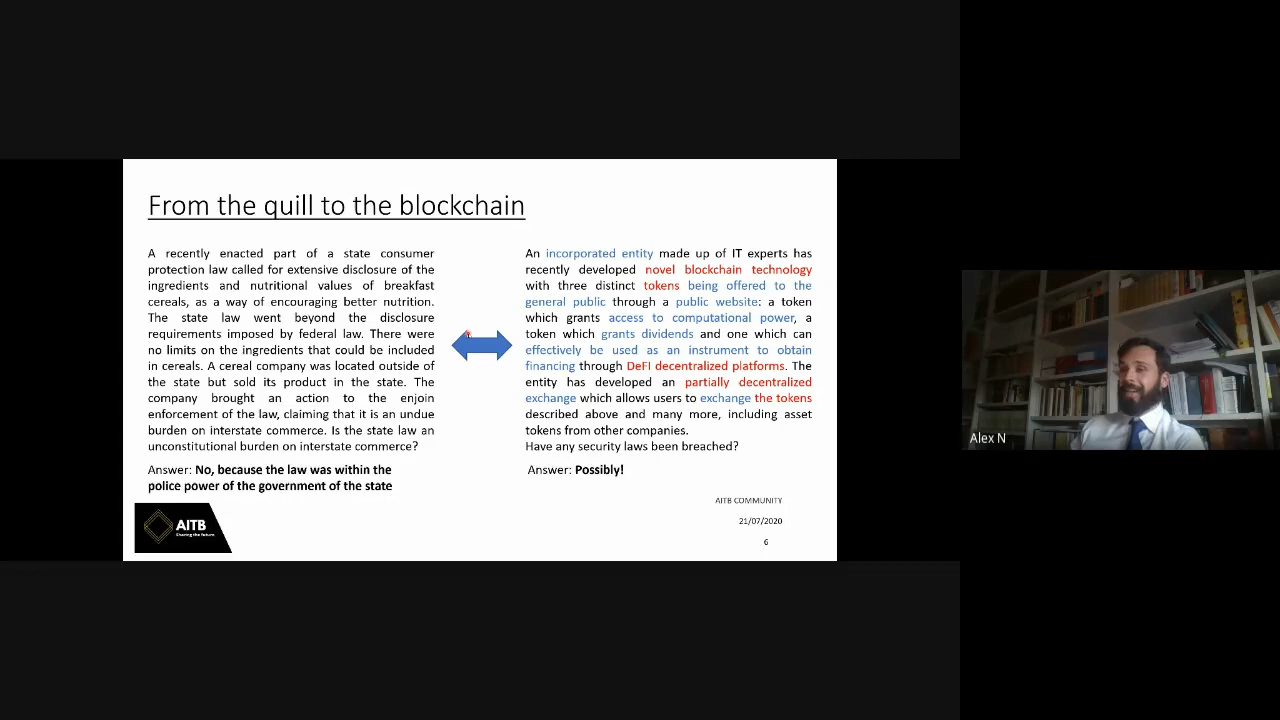 From the quill to the blockchain
A recently enacted part of a state consumer
protection law called for extensive disclosure of the
ingredients and nutritional values of breakfast
cereals, as a way of encouraging better nutrition.
The state law went beyond the disclosure
requirements imposed by federal law. There were
no limits on the ingredients that could be included
in cereals. A cereal company was located outside of
the state but sold its product in the state. The
company brought an action to the enjoin
enforcement of the law, claiming that it is an undue
burden on interstate commerce. Is the state law an
unconstitutional burden on interstate commerce?
Answer: No, because the law was within the
police power of the government of the state
An incorporated entity made up of IT experts has
recently developed novel blockchain technology
with three distinct tokens being offered to the
general public through a public website: a token
which grants access to computational power, a
token which grants dividends and one which can
effectively be used as an instrument to obtain
financing through DeFI decentralized platforms. The
entity has developed an partially decentralized
exchange which allows users to exchange the tokens
described above and many more, including asset
tokens from other companies.
Have any security laws been breached?
Answer: Possibly!
AITB
Sharing the future
AITB COMMUNITY
21/07/2020
6
Alex N